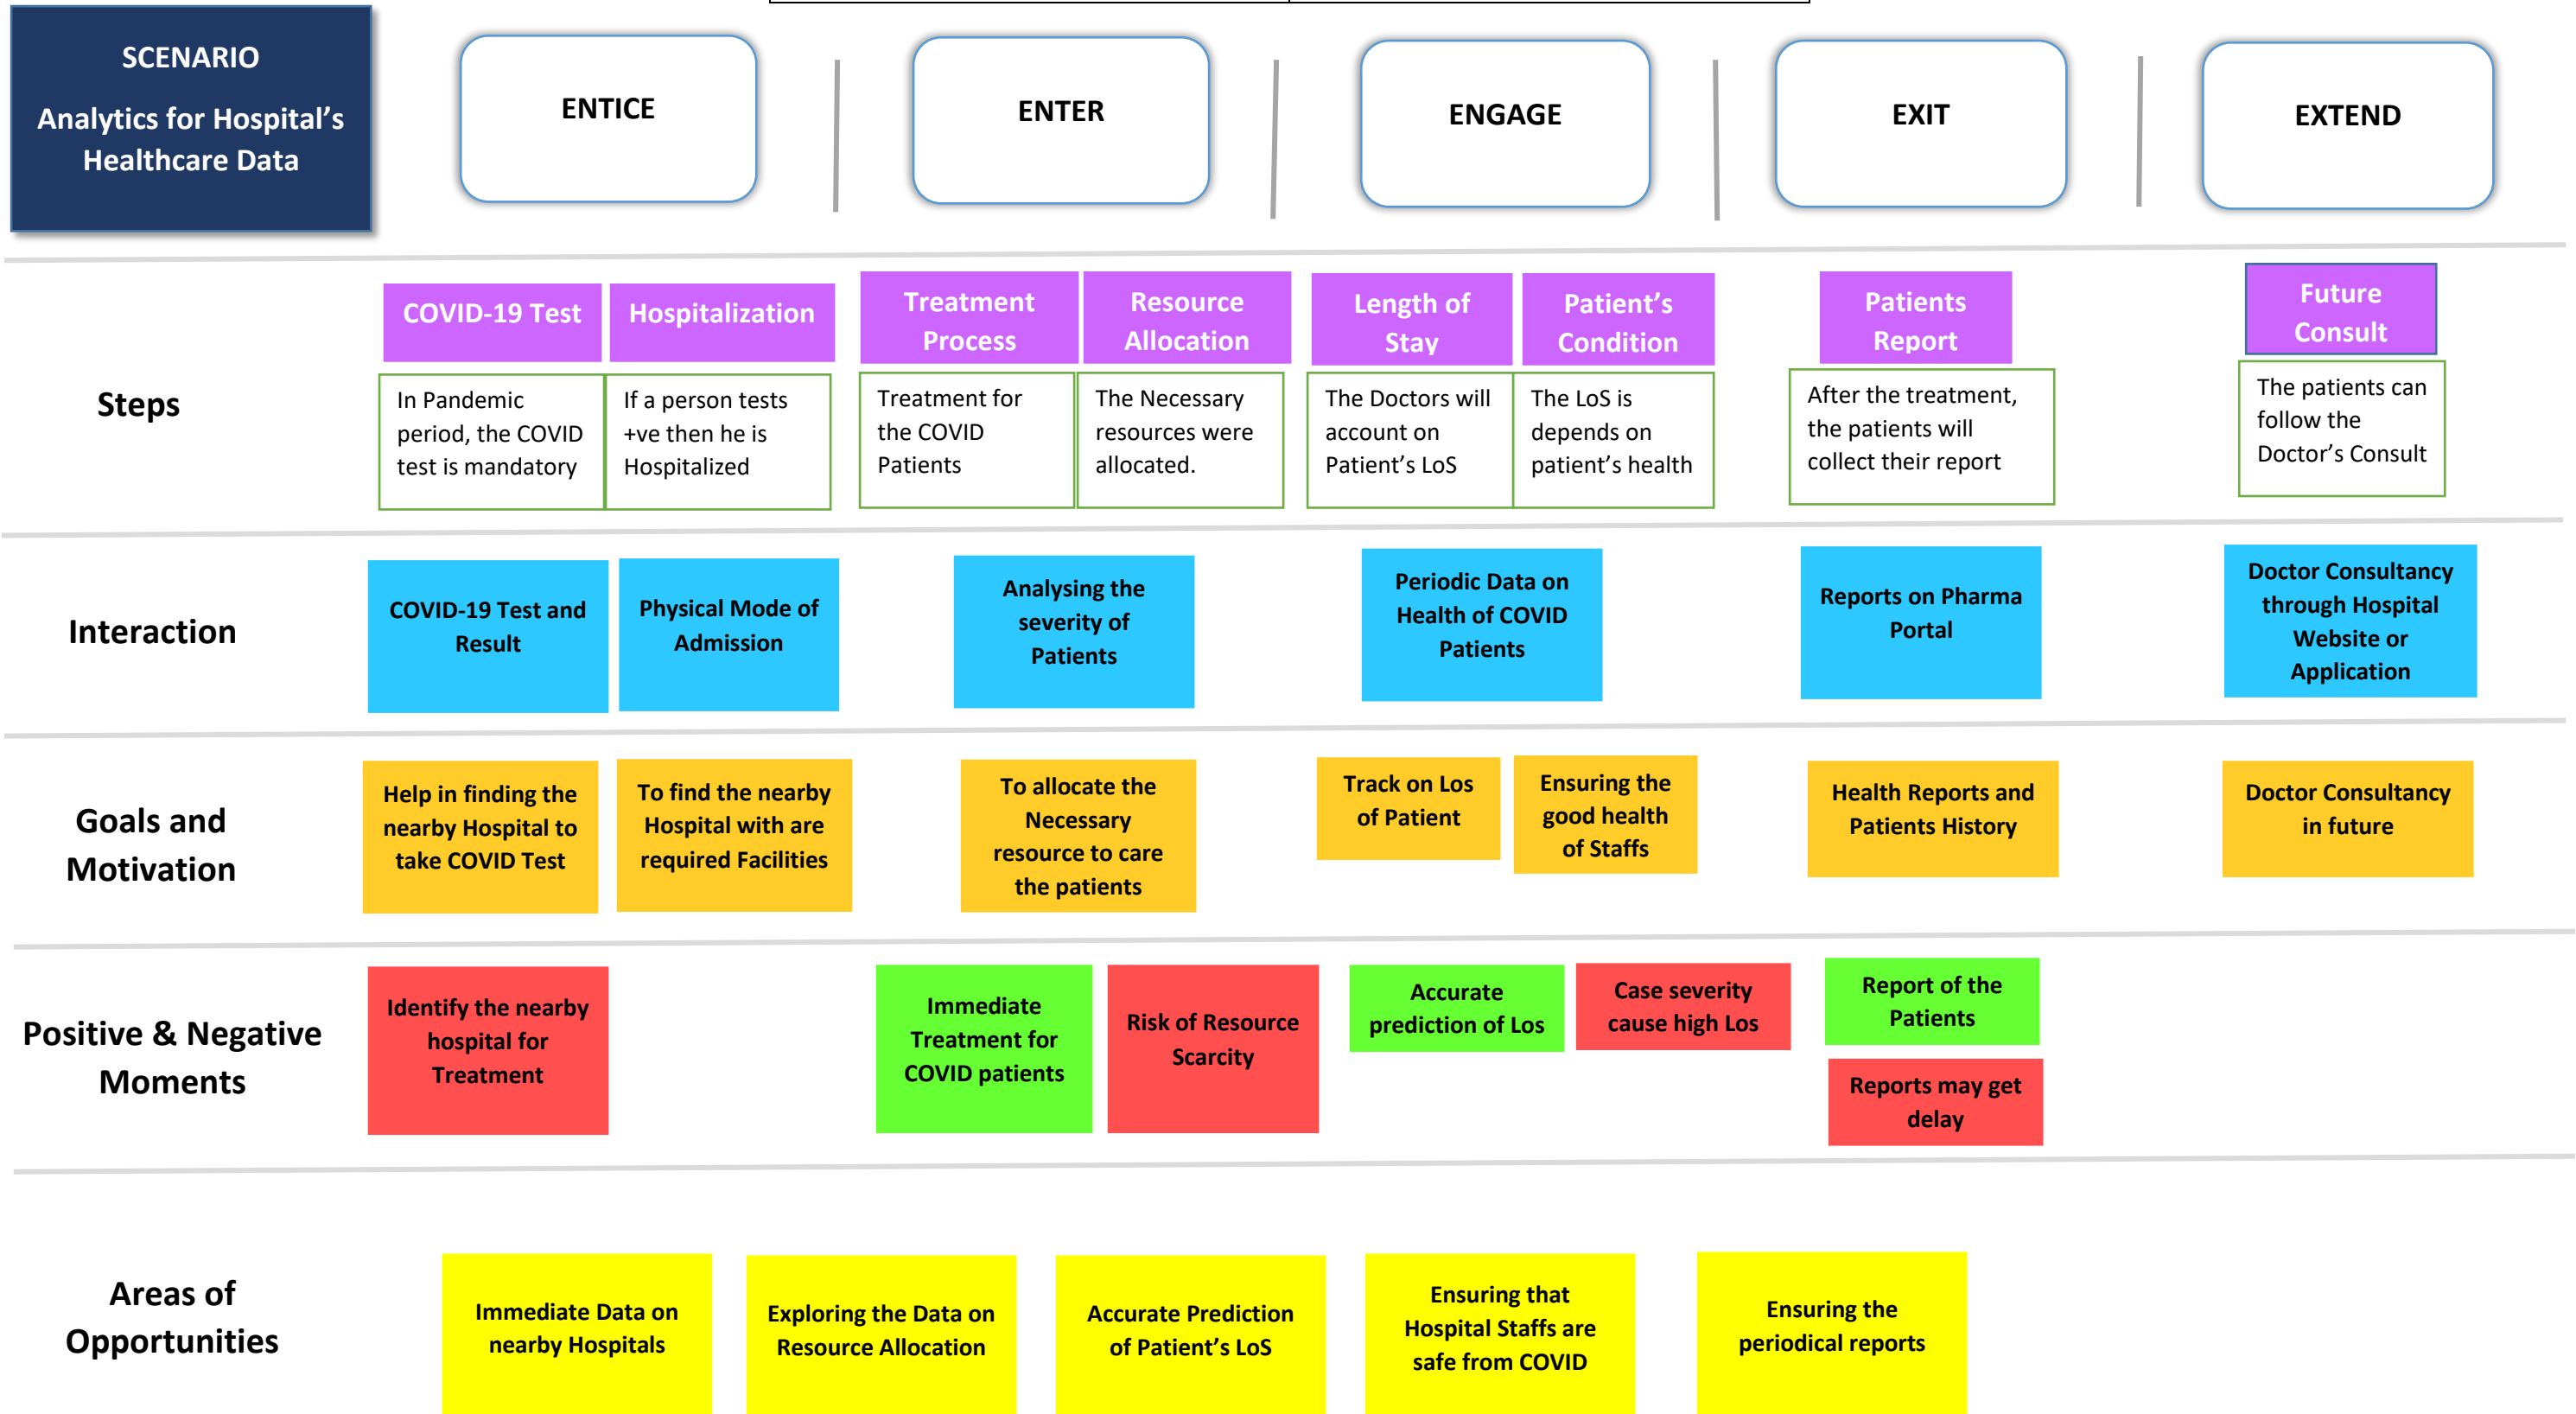 SCENARIO
Analytics for Hospital's
Healthcare Data
ENTICE
ENTER
ENGAGE
EXIT
EXTEND
Steps
COVID-19 Test
Hospitalization
Treatment
Process
Resource
Allocation
Length of
Stay
Patient's
Condition
Patients
Report
Future
Consult
In Pandemic
period, the COVID
test is mandatory
If a person tests
+ve then he is
Hospitalized
Treatment for
the COVID
Patients
The Necessary
resources were
allocated.
The Doctors will
account on
Patient's LoS
The LoS is
depends on
patient's health
After the treatment,
the patients will
collect their report
The patients can
follow the
Doctor's Consult
Interaction
COVID-19 Test and
Result
Physical Mode of
Admission
Analysing the
severity of
Patients
Periodic Data on
Health of COVID
Patients
Reports on Pharma
Portal
Doctor Consultancy
through Hospital
Website or
Application
Goals and
Motivation
Help in finding the
nearby Hospital to
take COVID Test
To find the nearby
Hospital with are
required Facilities
To allocate the
Necessary
resource to care
the patients
Track on Los
of Patient
Ensuring the
good health
of Staffs
Health Reports and
Patients History
Doctor Consultancy
in future
Positive & Negative
Moments
Identify the nearby
hospital for
Treatment
Immediate
Treatment for
COVID patients
Risk of Resource
Scarcity
Accurate
prediction of Los
Case severity
cause high Los
Report of the
Patients
Reports may get
delay
Areas of
Opportunities
Immediate Data on
nearby Hospitals
Exploring the Data on
Resource Allocation
Accurate Prediction
of Patient's LoS
Ensuring that
Hospital Staffs are
safe from COVID
Ensuring the
periodical reports